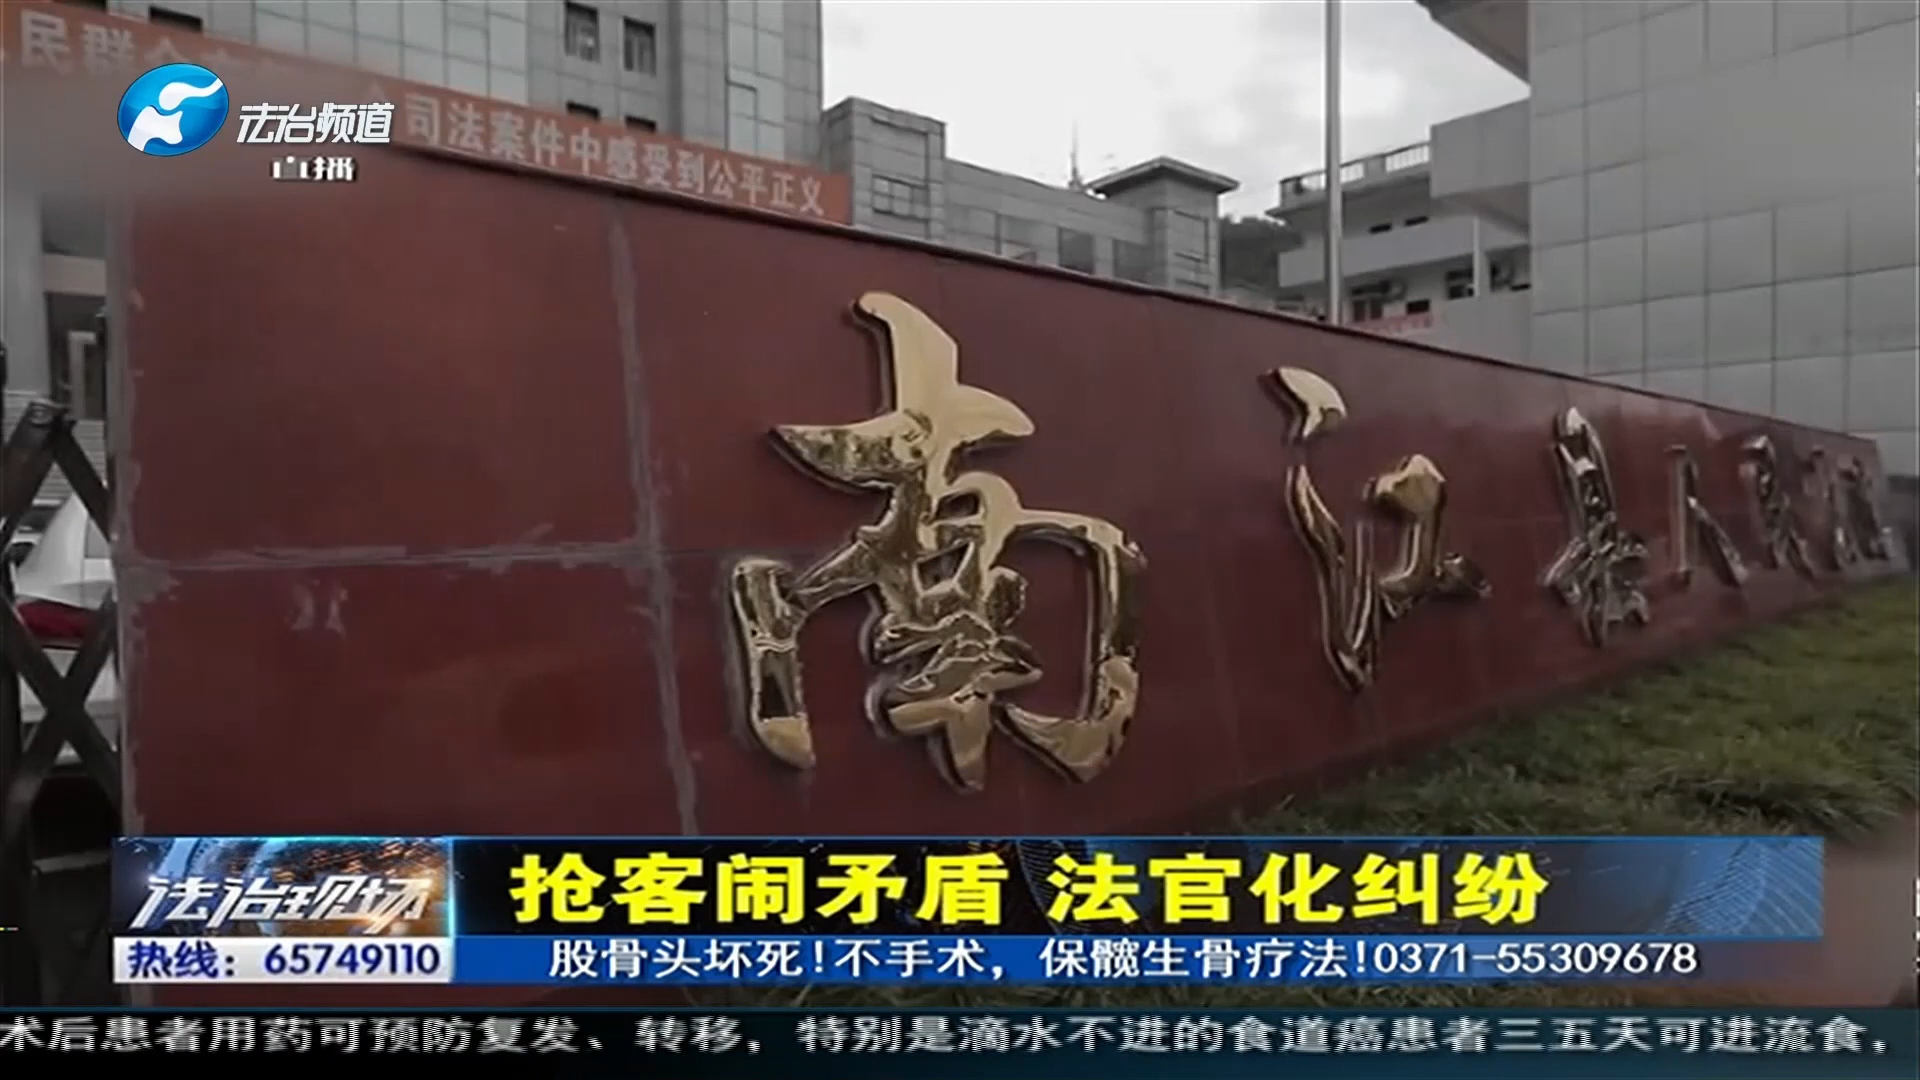 民群
司法案件中感受到公平正义
法治频道
直播
南江县人民法院
法治现场
抢客闹矛盾 法官化纠纷
热线：65749110
股骨头坏死！不手术，保髋生骨疗法！0371-55309678
术后患者用药可预防复发、转移，特别是滴水不进的食道癌患者三五天可进流食，